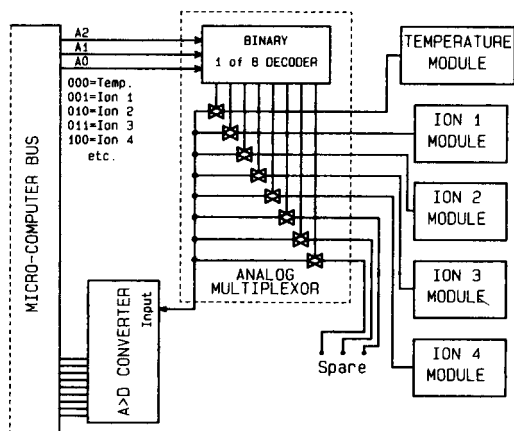 A2
A1
A0
000=Temp.
001=Ion 1
010=Ion 2
011=Ion 3
100=Ion 4
etc.
BINARY
1 of 8 DECODER
TEMPERATURE
MODULE
ION 1
MODULE
ION 2
MODULE
ION 3
MODULE
ION 4
MODULE
ANALOG
MULTIPLEXOR
Spare
MICRO-COMPUTER BUS
A>D CONVERTER
Input